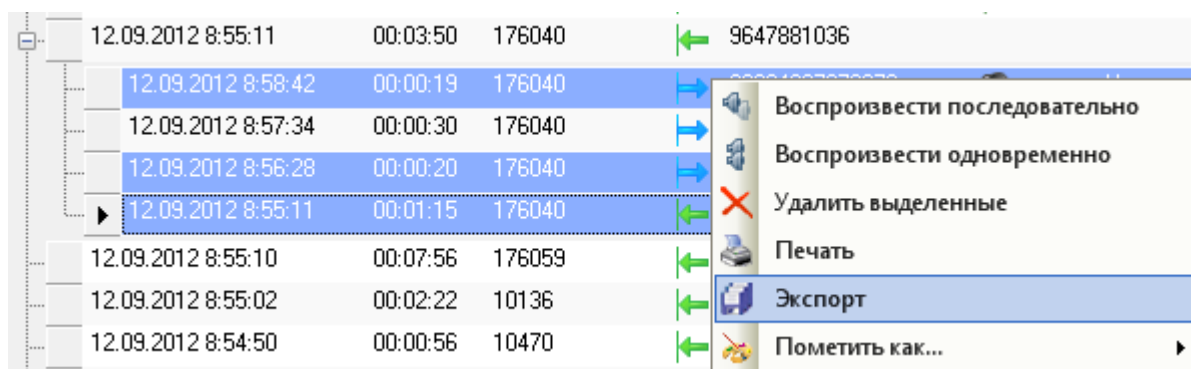 12.09.2012 8:55:11 00:03:50 176040 9647881036
12.09.2012 8:58:42 00:00:19 176040
12.09.2012 8:57:34 00:00:30 176040
12.09.2012 8:56:28 00:00:20 176040
12.09.2012 8:55:11 00:01:15 176040
12.09.2012 8:55:10 00:07:56 176059
12.09.2012 8:55:02 00:02:22 10136
12.09.2012 8:54:50 00:00:56 10470
Воспроизвести последовательно
Воспроизвести одновременно
Удалить выделенные
Печать
Экспорт
Пометить как...